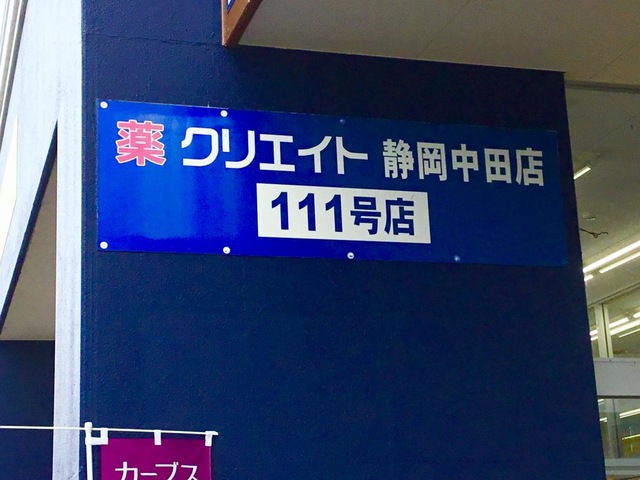 薬 クリエイト 静岡中田店
111号店
カーブス